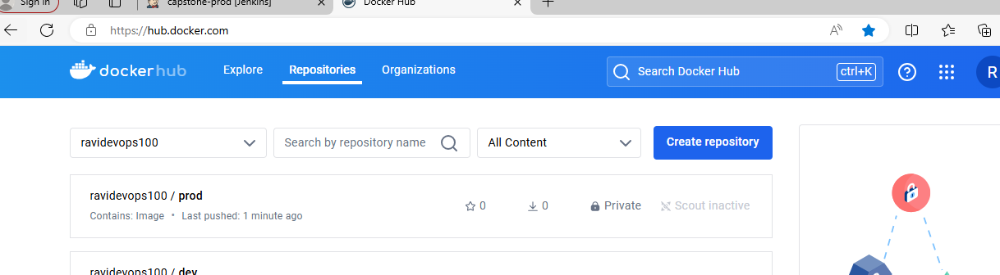 Sign in
capstone-prod [Jenkins]
Docker Hub
https://hub.docker.com
docker hub
Explore
Repositories
Organizations
Search Docker Hub
ctrl+K
R
ravidevops100
Search by repository name
All Content
Create repository
ravidevops100 / prod
Contains: Image • Last pushed: 1 minute ago
0
0
Private
Scout inactive
ravidevops100 / dev